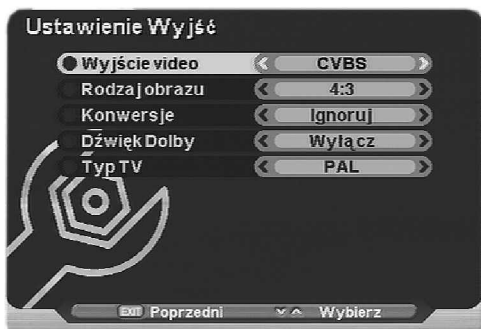 Ustawienie Wyjść
Wyjście video CVBS
Rodzaj obrazu 4:3
Konwersje Ignoruj
Dźwięk Dolby Wyłącz
Typ TV PAL
EXIT Poprzedni Wybierz